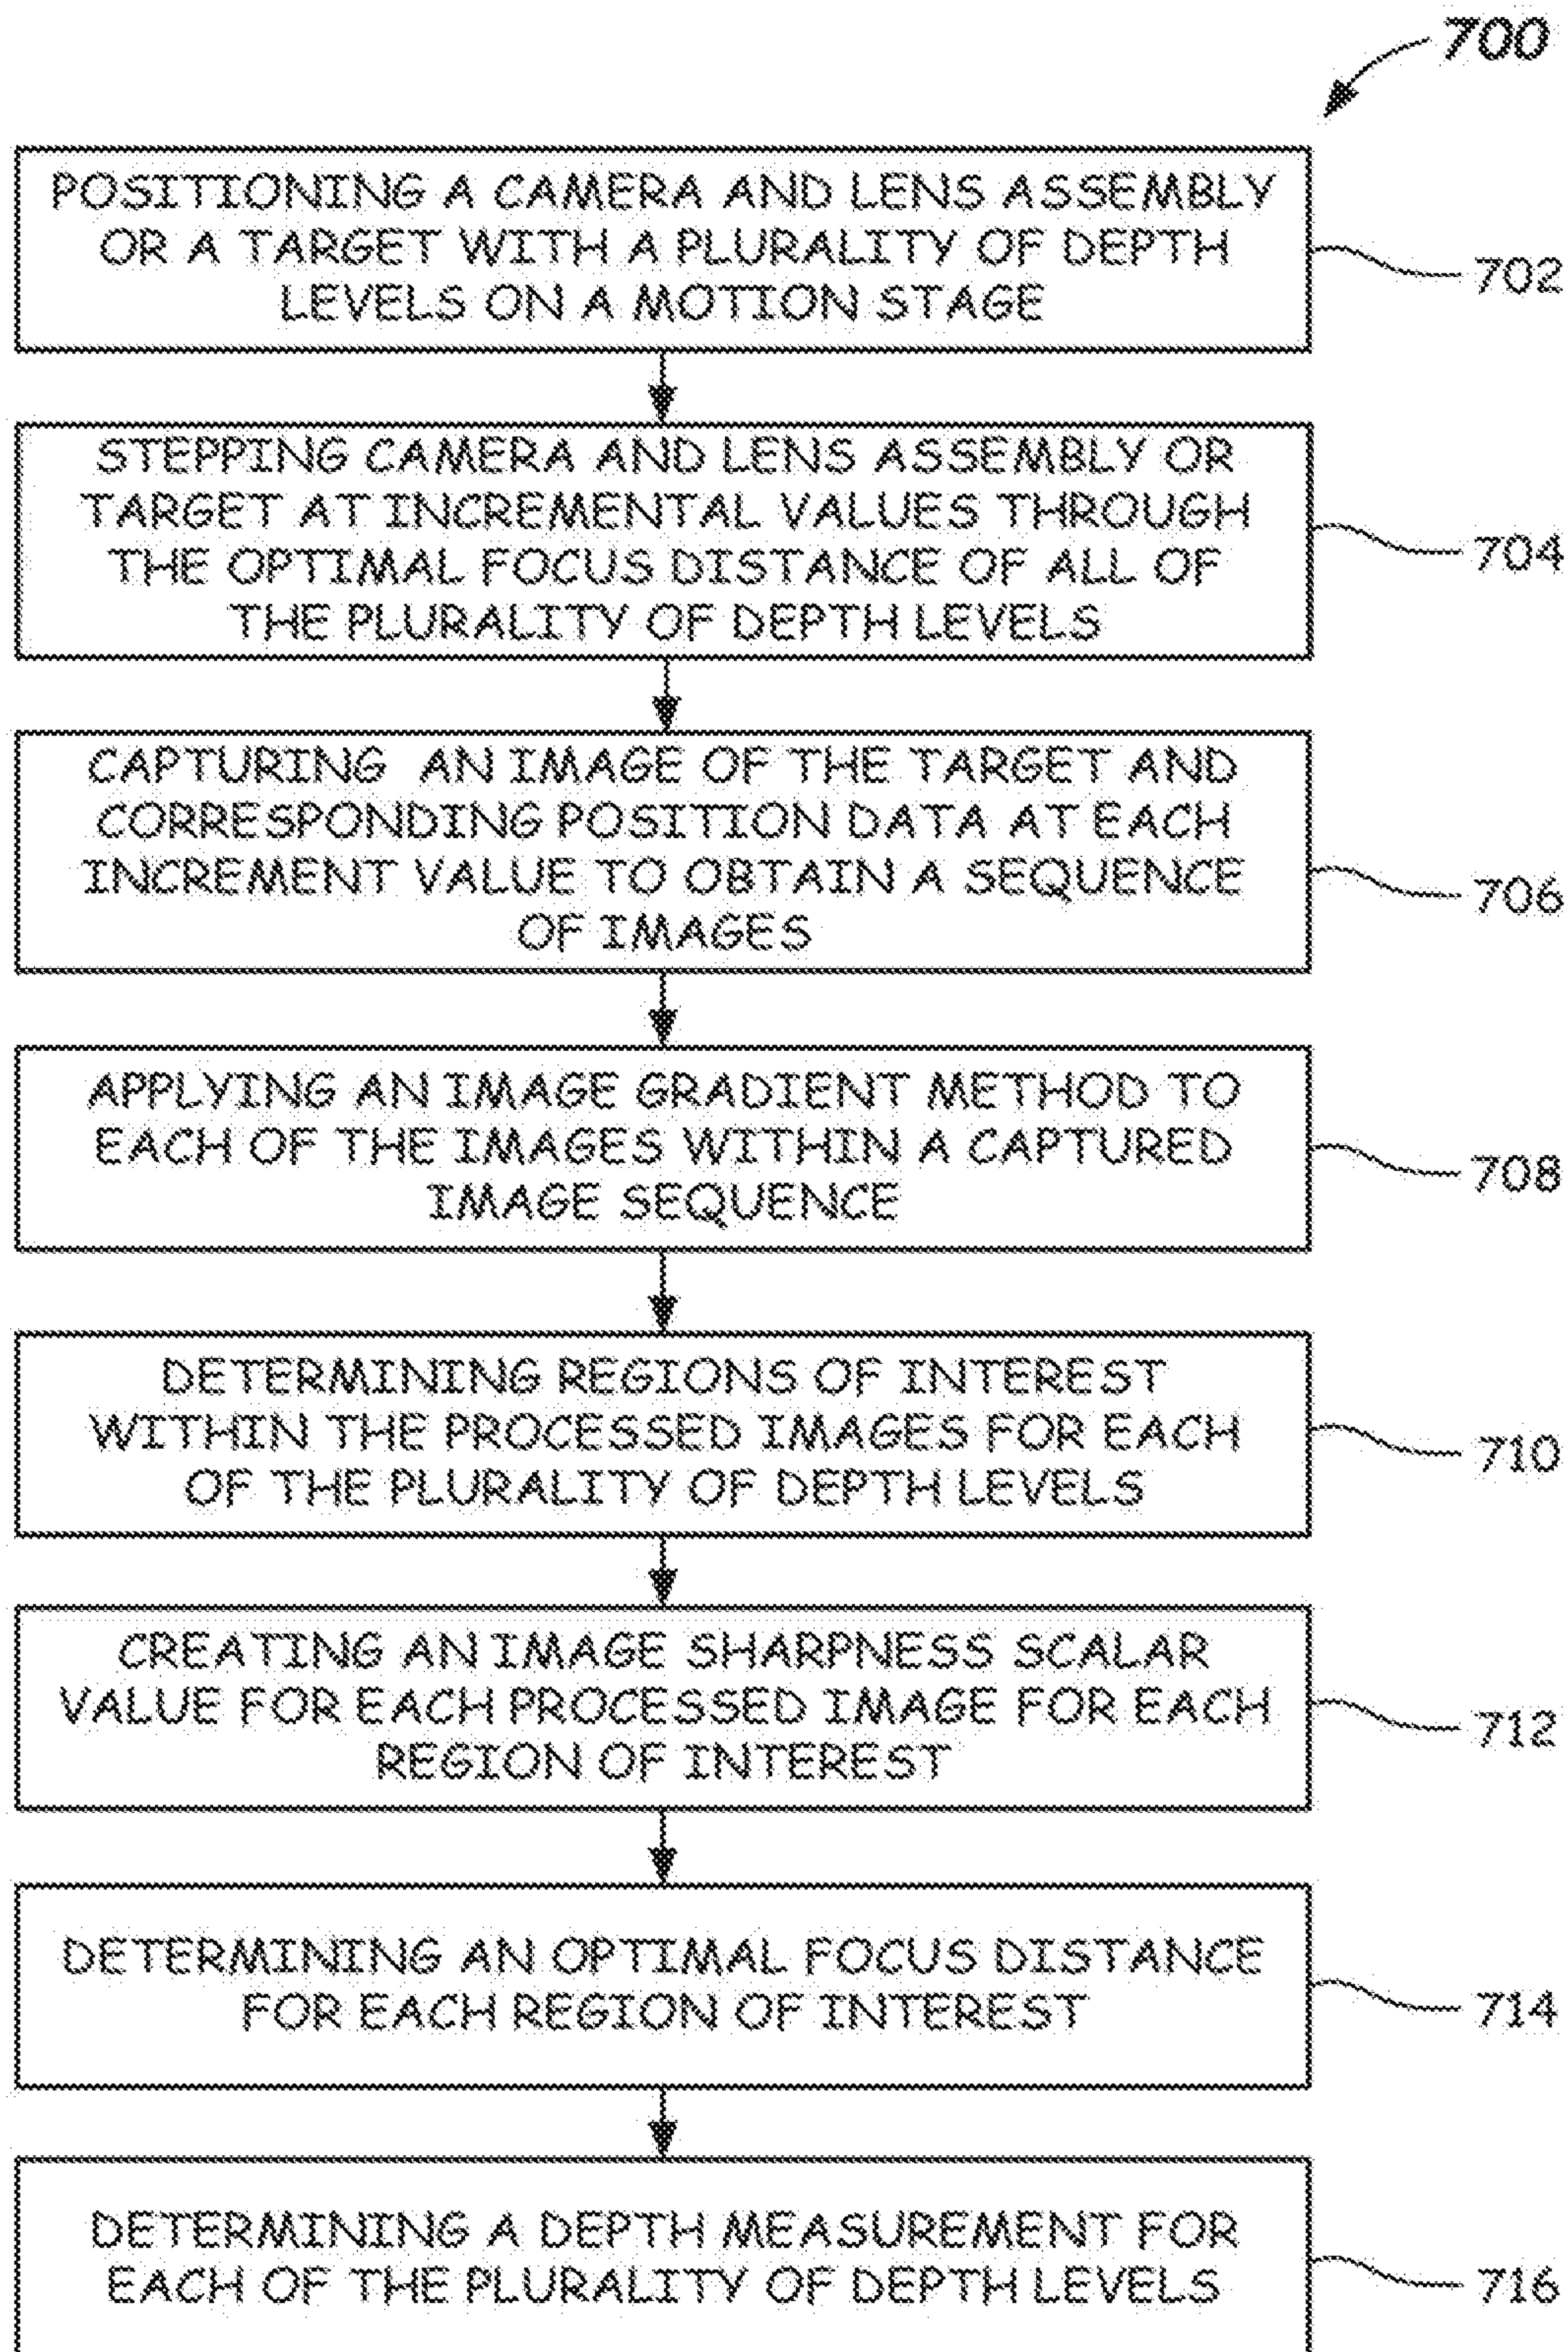 700
POSITIONING A CAMERA AND LENS ASSEMBLY
OR A TARGET WITH A PLURALITY OF DEPTH
LEVELS ON A MOTION STAGE
702
STEPPING CAMERA AND LENS ASSEMBLY OR
TARGET AT INCREMENTAL VALUES THROUGH
THE OPTIMAL FOCUS DISTANCE OF ALL OF
THE PLURALITY OF DEPTH LEVELS
704
CAPTURING AN IMAGE OF THE TARGET AND
CORRESPONDING POSITION DATA AT EACH
INCREMENT VALUE TO OBTAIN A SEQUENCE
OF IMAGES
706
APPLYING AN IMAGE GRADIENT METHOD TO
EACH OF THE IMAGES WITHIN A CAPTURED
IMAGE SEQUENCE
708
DETERMINING REGIONS OF INTEREST
WITHIN THE PROCESSED IMAGES FOR EACH
OF THE PLURALITY OF DEPTH LEVELS
710
CREATING AN IMAGE SHARPNESS SCALAR
VALUE FOR EACH PROCESSED IMAGE FOR EACH
REGION OF INTEREST
712
DETERMINING AN OPTIMAL FOCUS DISTANCE
FOR EACH REGION OF INTEREST
714
DETERMINING A DEPTH MEASUREMENT FOR
EACH OF THE PLURALITY OF DEPTH LEVELS
716